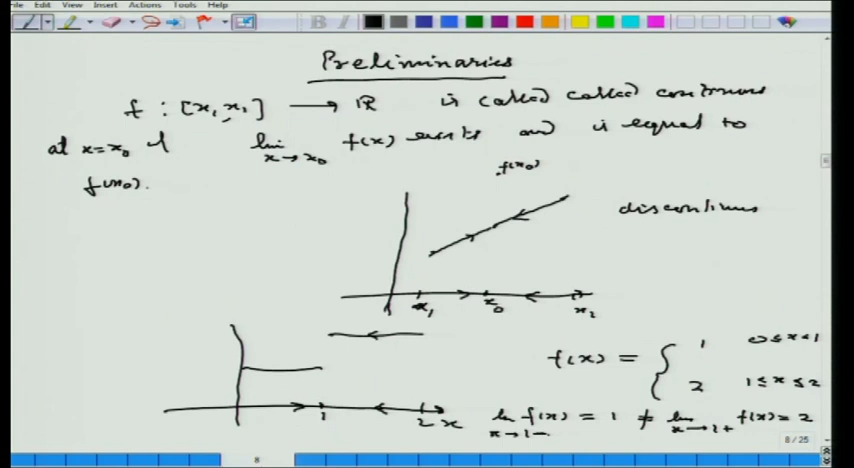 File Edit View Insert Actions Tools Help
Preliminaries
f : [x₁, x₁] → ℝ is called called continuous
at x=x₀ if lim x→x₀ f(x) exists and is equal to
f(x₀).
f(x₀)
discontinuous
x₁ x₀ x₂
f(x) = { 1 0≤x<1
2 1≤x≤2
1 2 x
lim x→1- f(x) = 1 ≠ lim x→1+ f(x) = 2
8 / 25
8